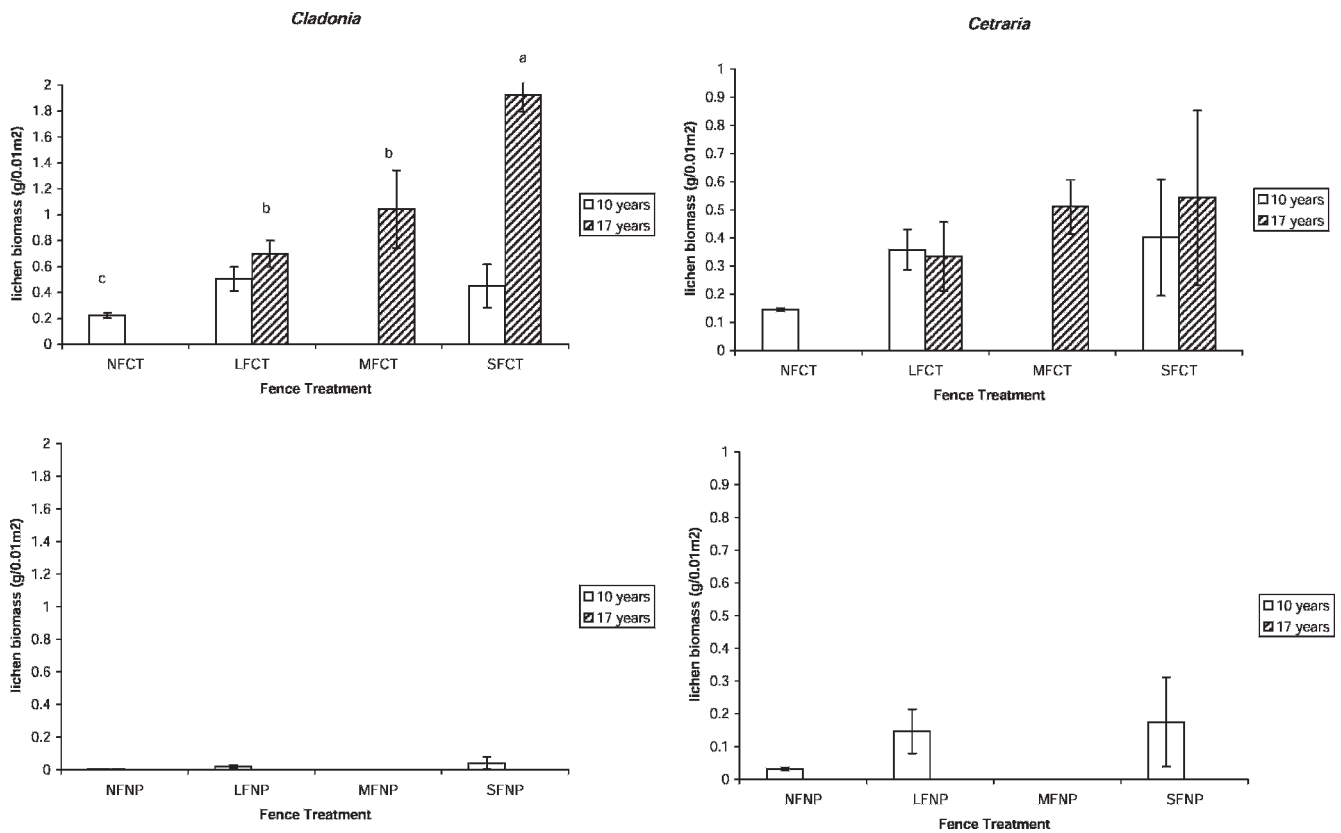 Cladonia
a
2
1.8
1.6
1.4
1.2
1
0.8
0.6
0.4
0.2
0
lichen biomass (g/0.01m2)
c
b
b
10 years
17 years
NFCT LFCT MFCT SFCT
Fence Treatment
Cetraria
1
0.9
0.8
0.7
0.6
0.5
0.4
0.3
0.2
0.1
0
lichen biomass (g/0.01m2)
10 years
17 years
NFCT LFCT MFCT SFCT
Fence Treatment
2
1.8
1.6
1.4
1.2
1
0.8
0.6
0.4
0.2
0
lichen biomass (g/0.01m2)
10 years
17 years
NFNP LFNP MFNP SFNP
Fence Treatment
1
0.9
0.8
0.7
0.6
0.5
0.4
0.3
0.2
0.1
0
lichen biomass (g/0.01m2)
10 years
17 years
NFNP LFNP MFNP SFNP
Fence Treatment